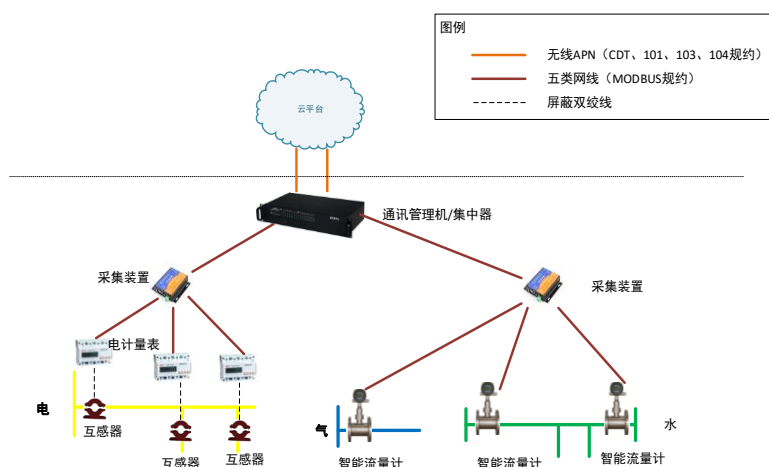 图例
无线APN（CDT、101、103、104规约）
五类网线（MODBUS规约）
屏蔽双绞线
云平台
通讯管理机/集中器
采集装置
采集装置
电计量表
电
互感器
互感器
互感器
气
水
智能流量计
智能流量计
智能流量计